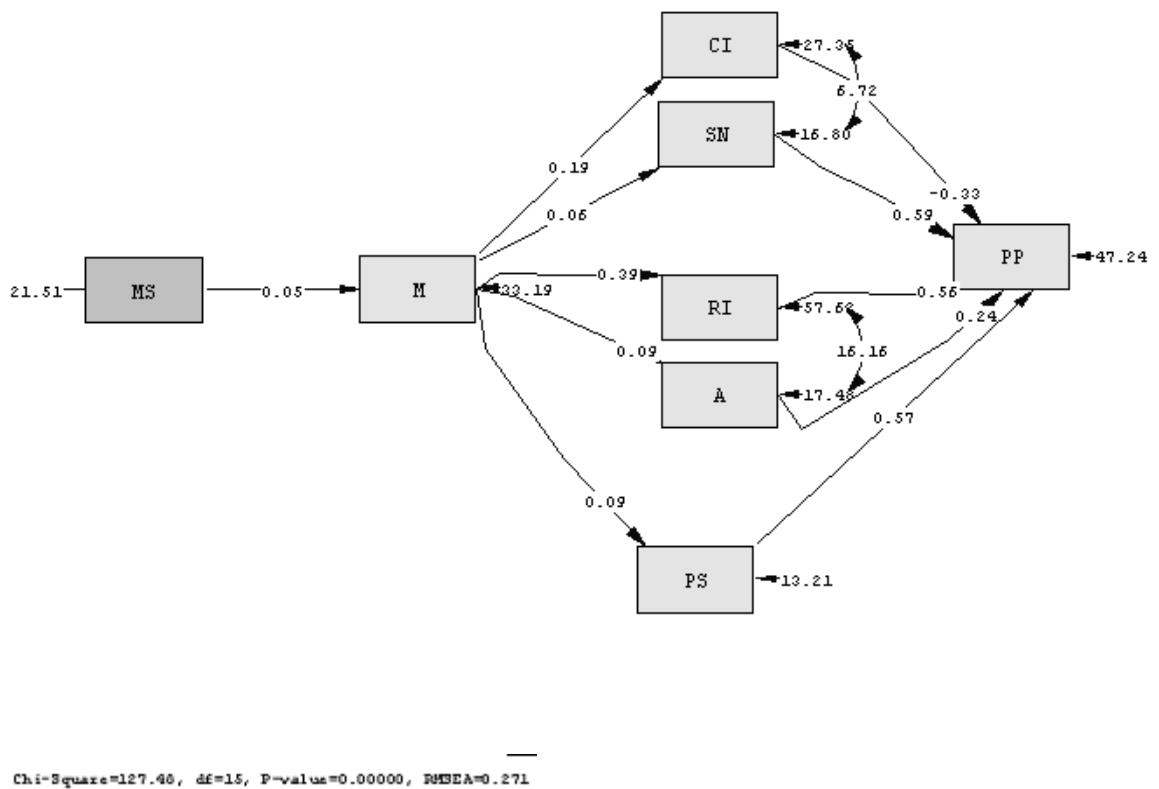 CI
27.35
6.72
SN
16.80
0.19
-0.33
0.06
0.59
PP
47.24
21.51
MS
0.05
M
33.19
0.39
RI
57.68
0.56
0.24
0.09
16.16
A
17.48
0.57
0.09
PS
13.21
Chi-Square=127.48, df=15, P-value=0.00000, RMSEA=0.271